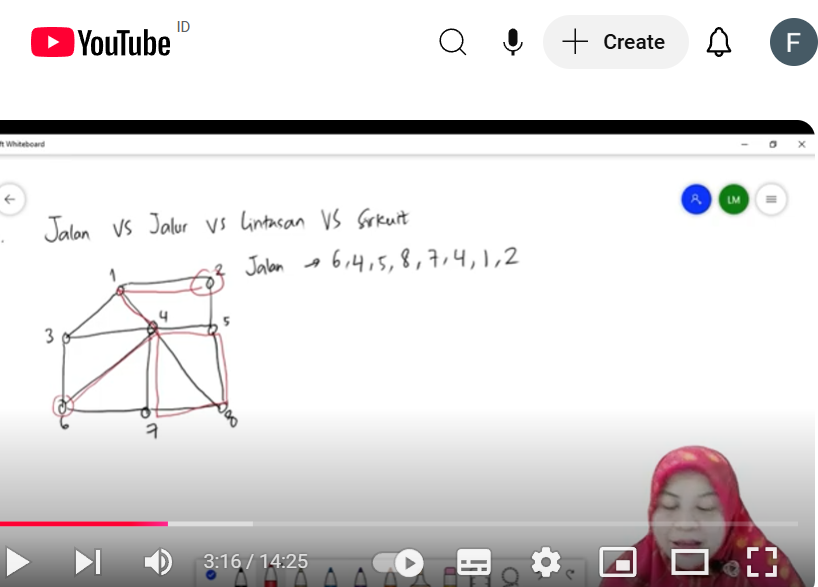 YouTube ID
Create
F
ft Whiteboard
LM
Jalan VS Jalur vs Lintasan VS Sirkuit
Jalan → 6,4,5,8,7,4,1,2
1
2
4
5
3
6
7
8
3:16 / 14:25